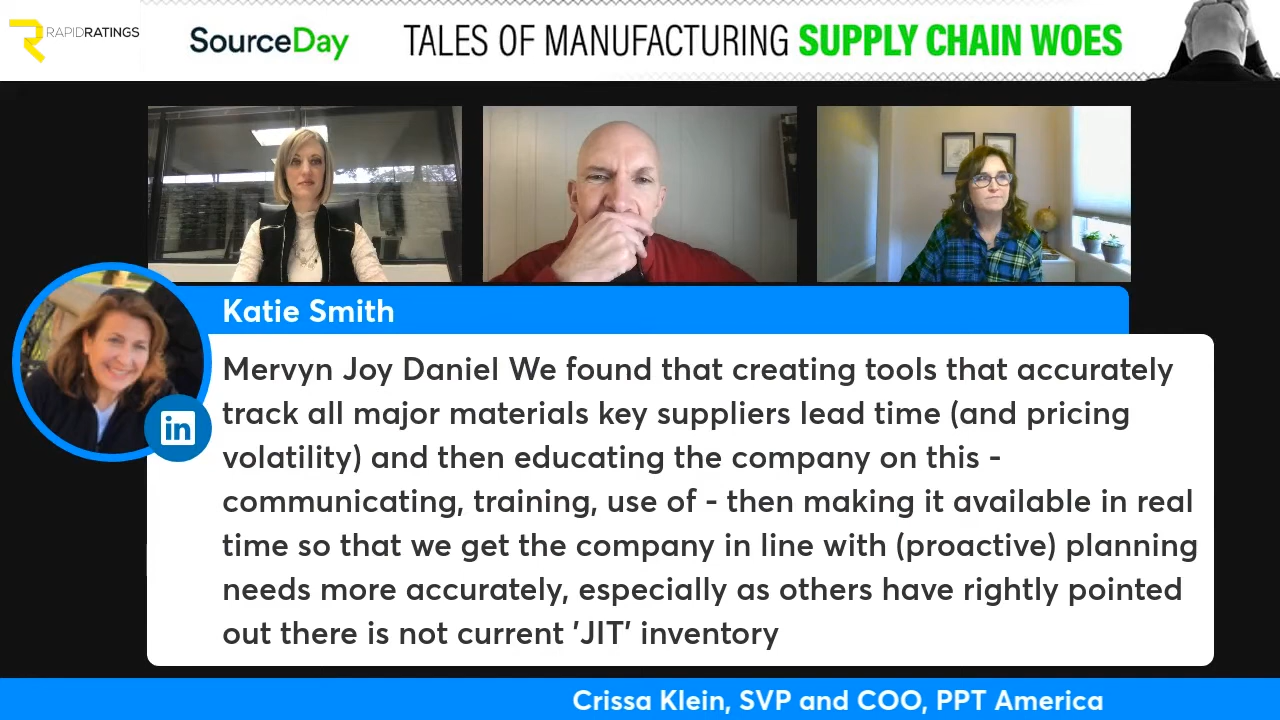 RAPIDRATINGS
SourceDay
TALES OF MANUFACTURING SUPPLY CHAIN WOES
Katie Smith
Mervyn Joy Daniel We found that creating tools that accurately
track all major materials key suppliers lead time (and pricing
volatility) and then educating the company on this -
communicating, training, use of - then making it available in real
time so that we get the company in line with (proactive) planning
needs more accurately, especially as others have rightly pointed
out there is not current 'JIT' inventory
in
Crissa Klein, SVP and COO, PPT America